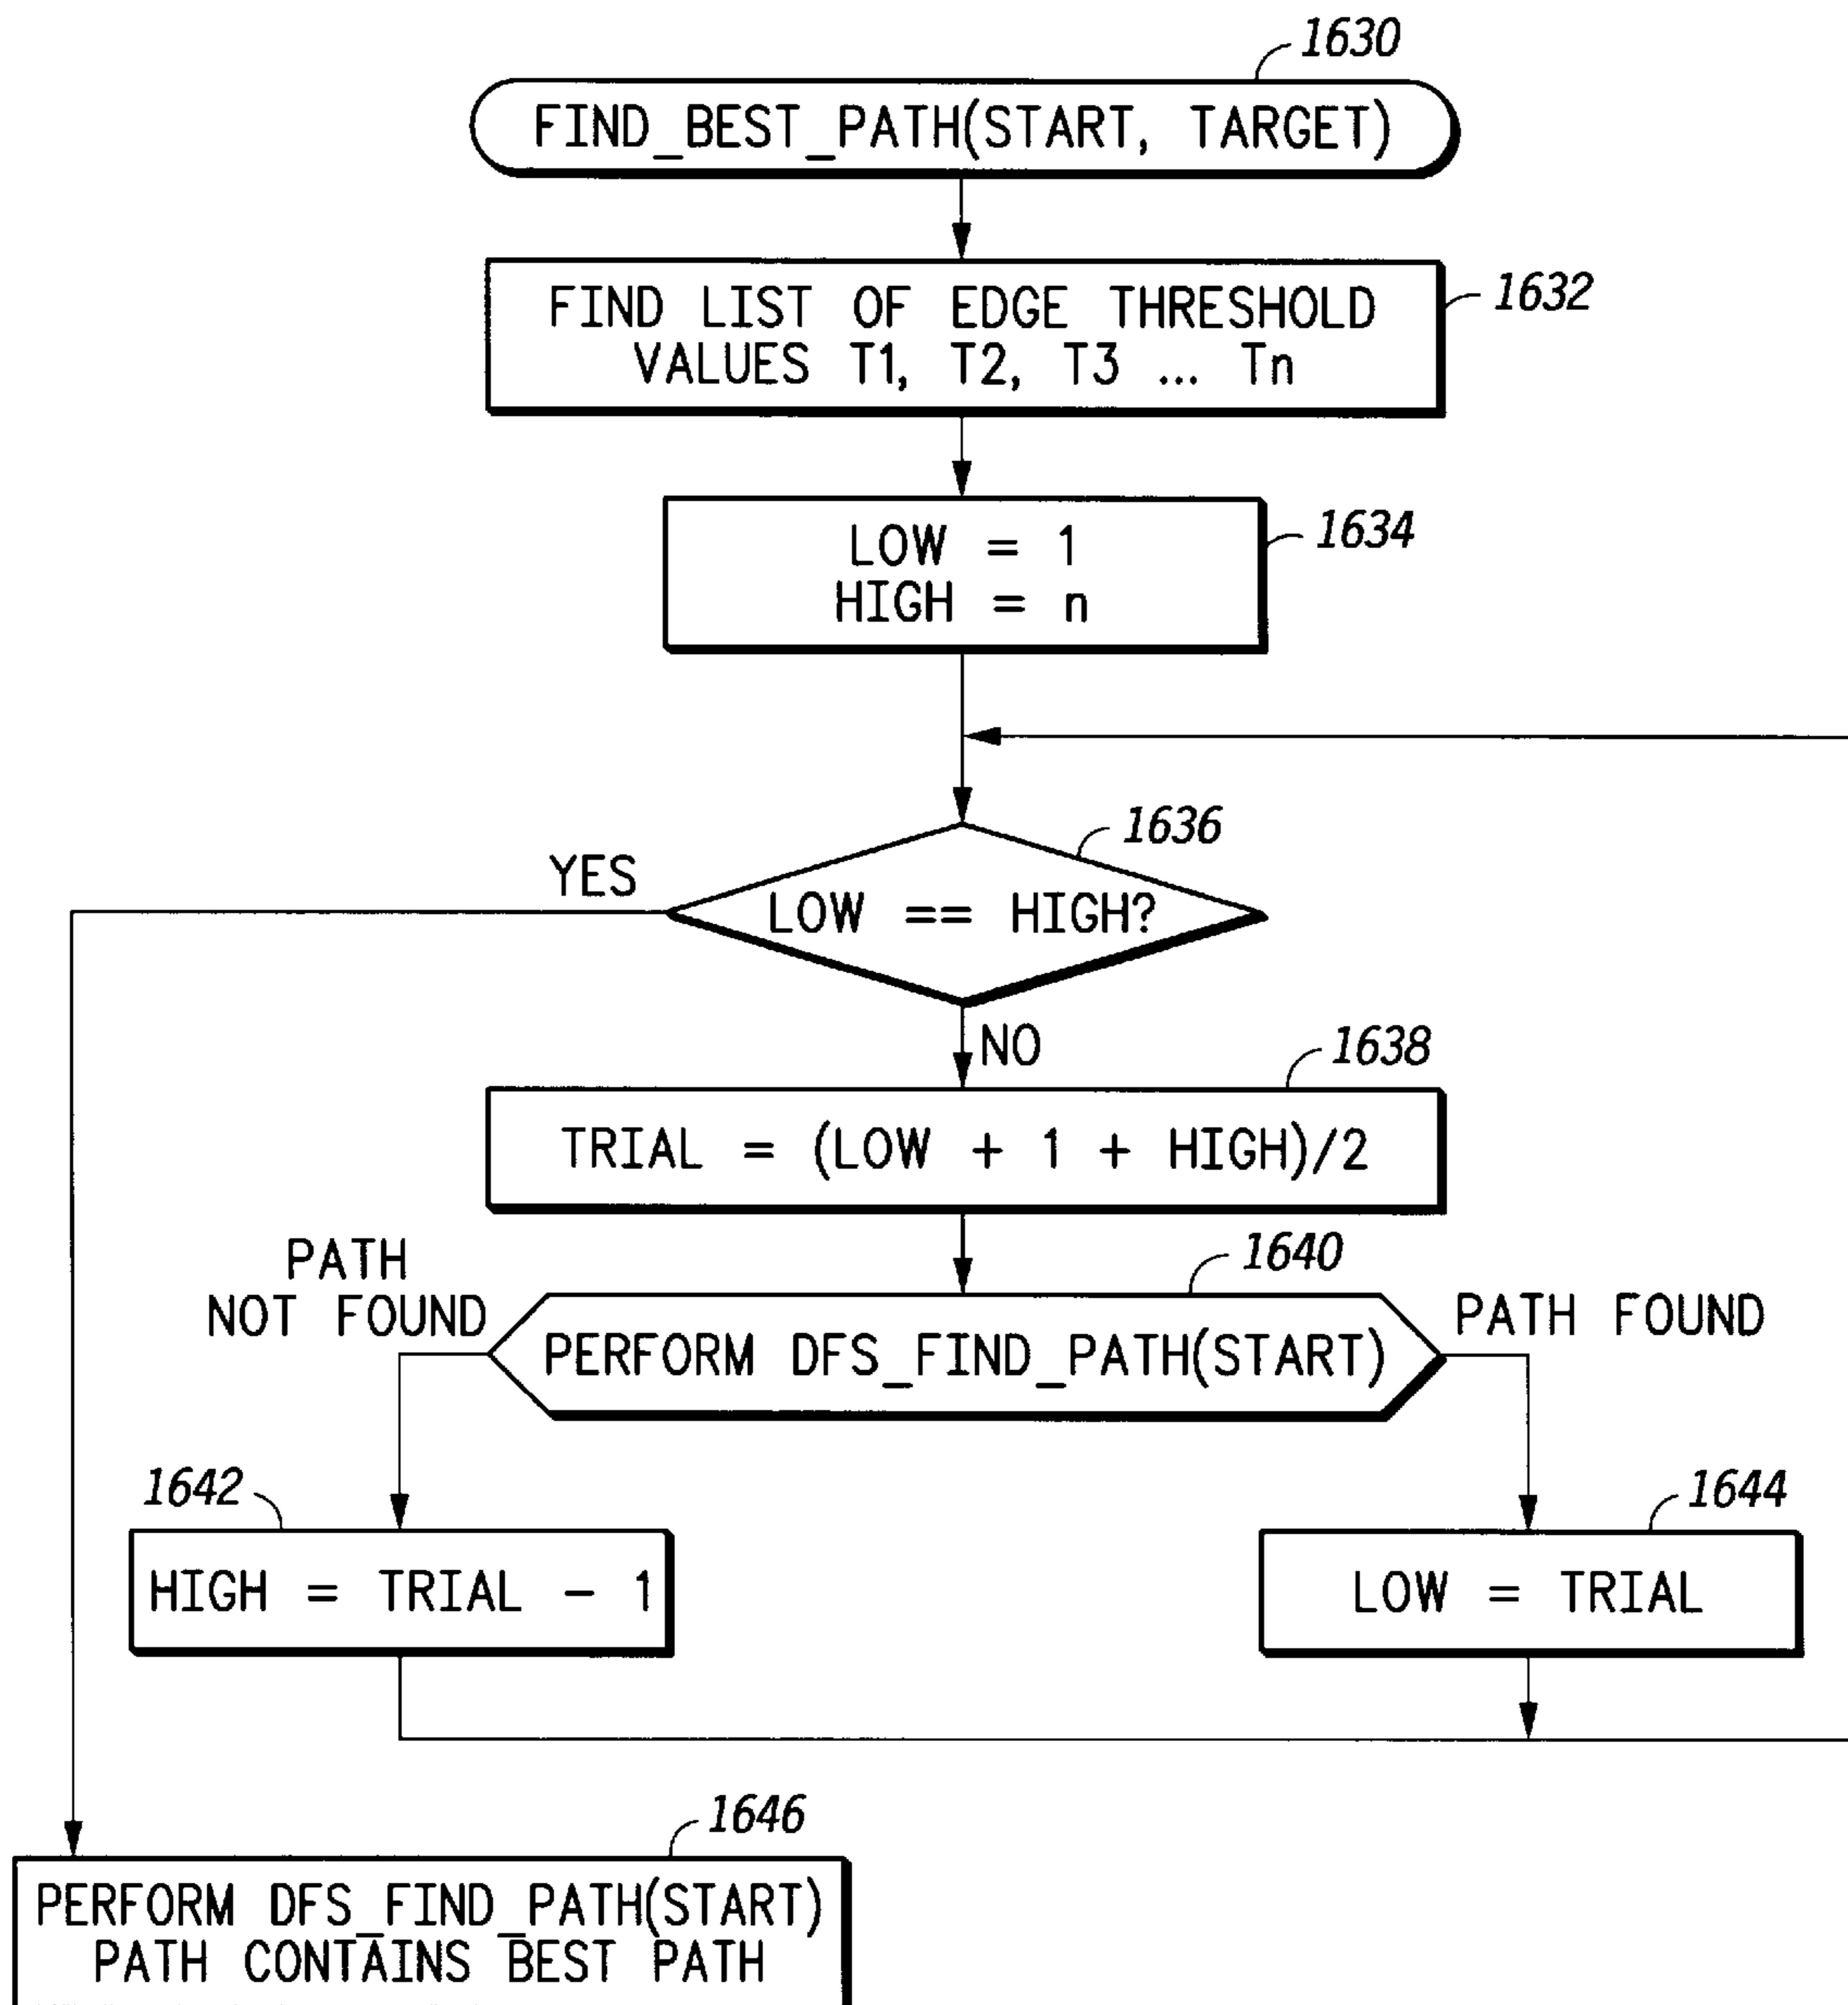 1630
FIND_BEST_PATH(START, TARGET)
1632
FIND LIST OF EDGE THRESHOLD
VALUES T1, T2, T3 ... Tn
1634
LOW = 1
HIGH = n
1636
YES
LOW == HIGH?
NO
1638
TRIAL = (LOW + 1 + HIGH)/2
1640
PATH
NOT FOUND
PERFORM DFS_FIND_PATH(START)
PATH FOUND
1642
HIGH = TRIAL - 1
1644
LOW = TRIAL
1646
PERFORM DFS_FIND_PATH(START)
PATH CONTAINS BEST PATH